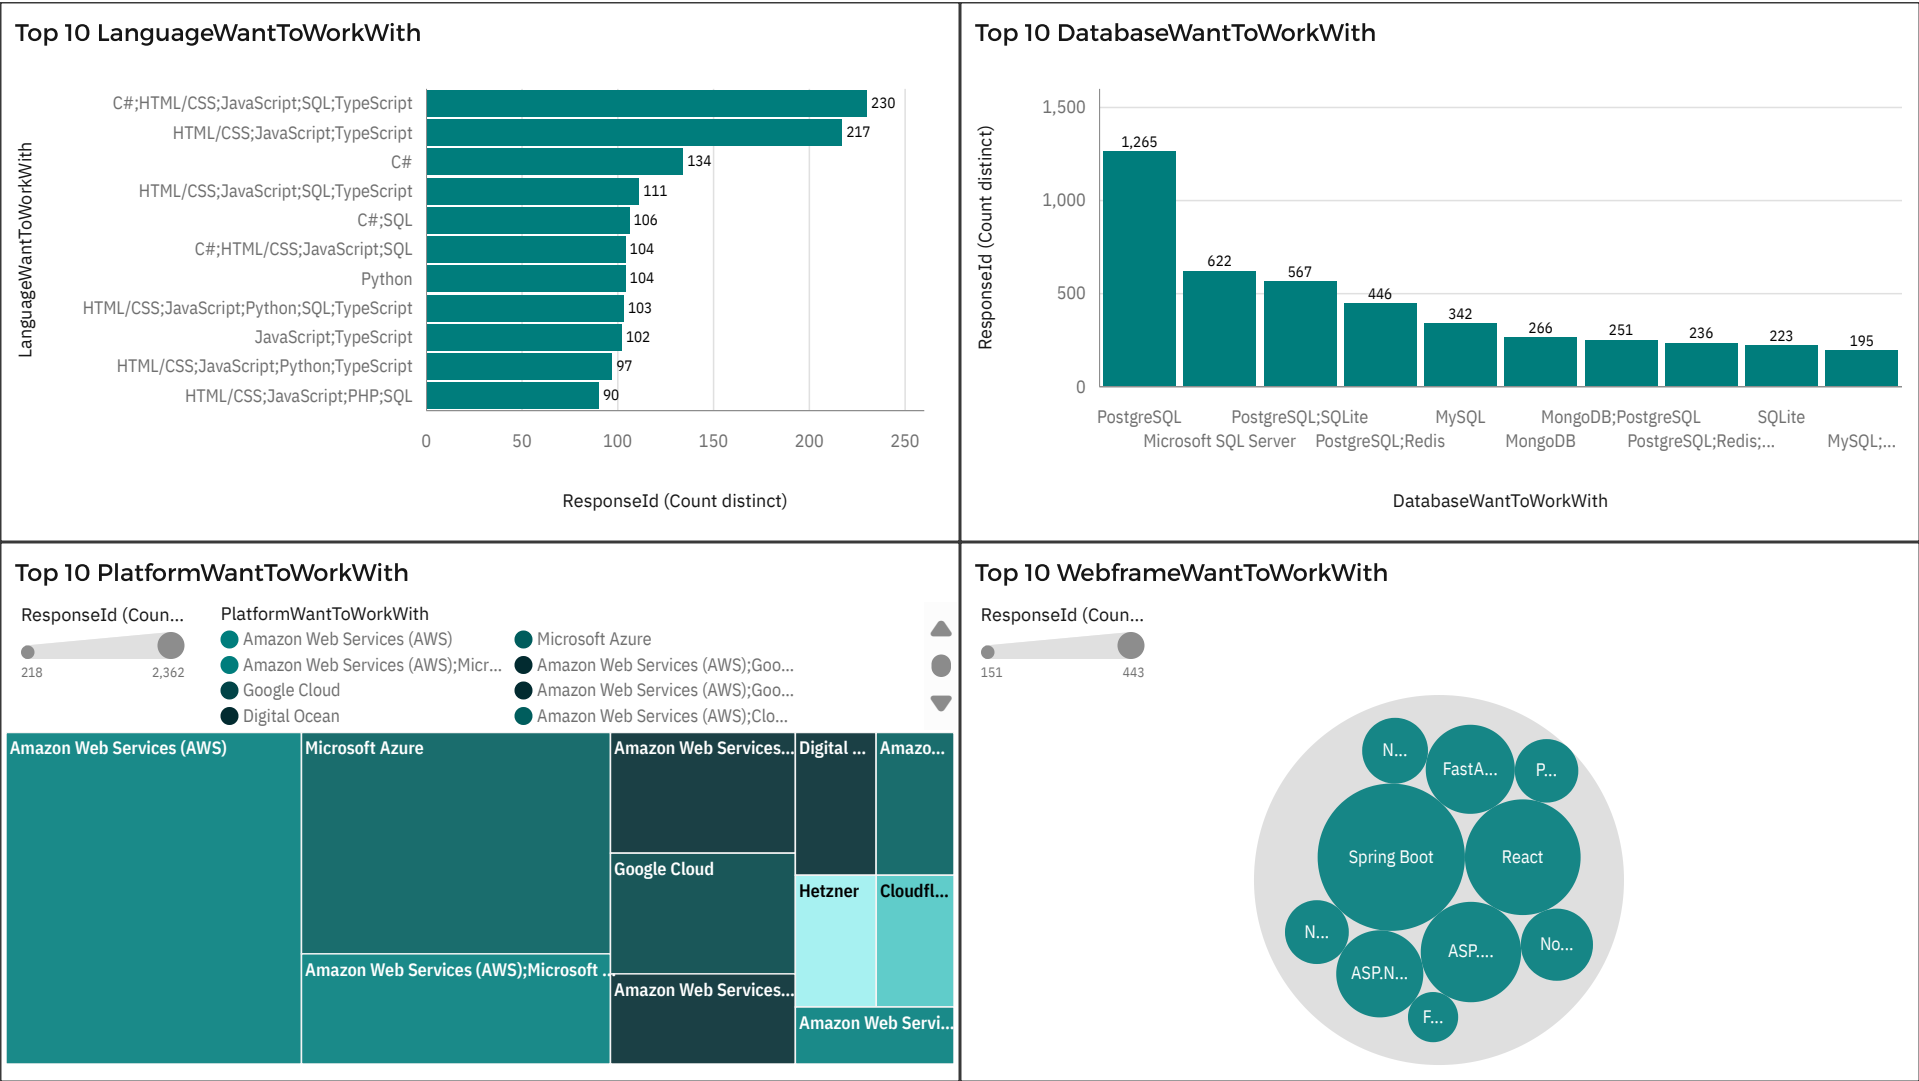 Top 10 LanguageWantToWorkWith
LanguageWantToWorkWith
C#;HTML/CSS;JavaScript;SQL;TypeScript 230
HTML/CSS;JavaScript;TypeScript 217
C# 134
HTML/CSS;JavaScript;SQL;TypeScript 111
C#;SQL 106
C#;HTML/CSS;JavaScript;SQL 104
Python 104
HTML/CSS;JavaScript;Python;SQL;TypeScript 103
JavaScript;TypeScript 102
HTML/CSS;JavaScript;Python;TypeScript 97
HTML/CSS;JavaScript;PHP;SQL 90
0 50 100 150 200 250
ResponseId (Count distinct)
Top 10 DatabaseWantToWorkWith
ResponseId (Count distinct)
1,500
1,000
500
0
1,265
622
567
446
342
266
251
236
223
195
PostgreSQL PostgreSQL;SQLite MySQL MongoDB;PostgreSQL SQLite
Microsoft SQL Server PostgreSQL;Redis MongoDB PostgreSQL;Redis;... MySQL;...
DatabaseWantToWorkWith
Top 10 PlatformWantToWorkWith
ResponseId (Coun...
218 2,362
PlatformWantToWorkWith
Amazon Web Services (AWS) Microsoft Azure
Amazon Web Services (AWS);Micr... Amazon Web Services (AWS);Goo...
Google Cloud Amazon Web Services (AWS);Goo...
Digital Ocean Amazon Web Services (AWS);Clo...
Amazon Web Services (AWS)
Microsoft Azure
Amazon Web Services (AWS);Microsoft ...
Amazon Web Services...
Google Cloud
Amazon Web Services...
Digital ...
Amazo...
Hetzner
Cloudfl...
Amazon Web Servi...
Top 10 WebframeWantToWorkWith
ResponseId (Coun...
151 443
N...
FastA...
P...
Spring Boot
React
N...
ASP....
No...
ASP.N...
F...